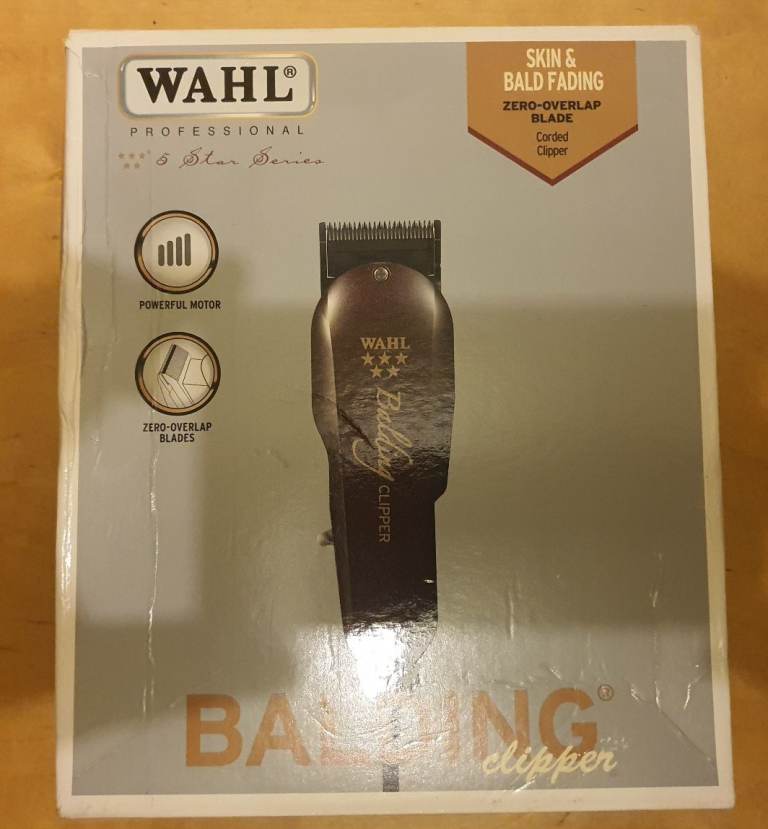 WAHL®
PROFESSIONAL
5 Star Series
SKIN &
BALD FADING
ZERO-OVERLAP
BLADE
Corded
Clipper
POWERFUL MOTOR
ZERO-OVERLAP
BLADES
WAHL
Balding CLIPPER
BALDING®
clipper